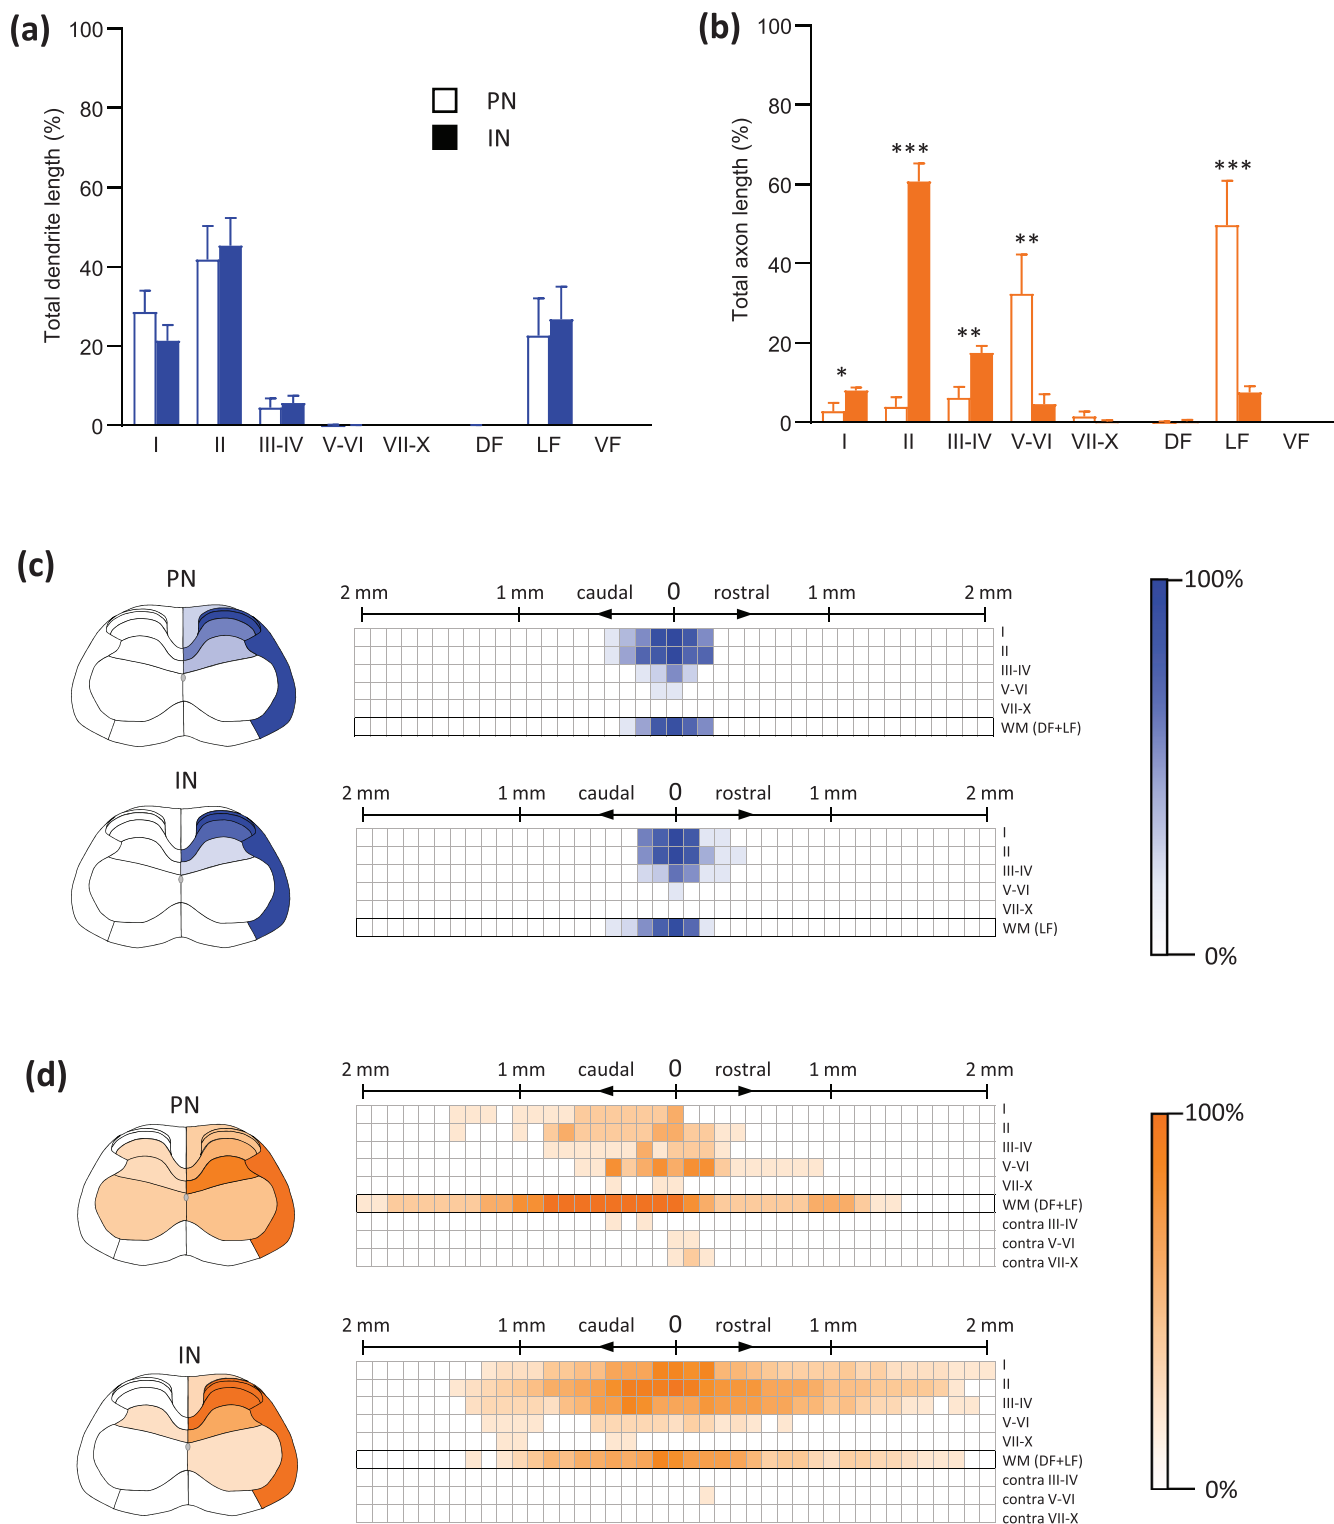 (a)
100
80
60
40
20
0
Total dendrite length (%)
PN
IN
I II III-IV V-VI VII-X DF LF VF
(b)
100
80
60
40
20
0
Total axon length (%)
* *** ** ** ***
I II III-IV V-VI VII-X DF LF VF
(c)
PN
2 mm 1 mm caudal 0 rostral 1 mm 2 mm
I
II
III-IV
V-VI
VII-X
WM (DF+LF)
IN
2 mm 1 mm caudal 0 rostral 1 mm 2 mm
I
II
III-IV
V-VI
VII-X
WM (LF)
100%
0%
(d)
PN
2 mm 1 mm caudal 0 rostral 1 mm 2 mm
I
II
III-IV
V-VI
VII-X
WM (DF+LF)
contra III-IV
contra V-VI
contra VII-X
IN
2 mm 1 mm caudal 0 rostral 1 mm 2 mm
I
II
III-IV
V-VI
VII-X
WM (DF+LF)
contra III-IV
contra V-VI
contra VII-X
100%
0%